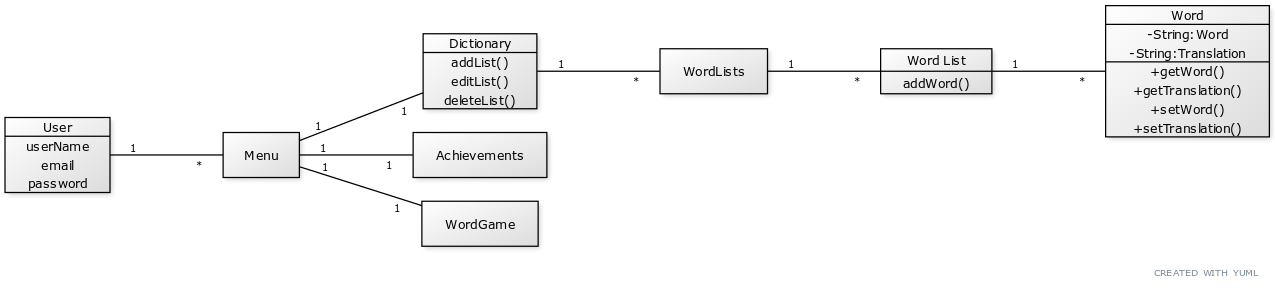 User
userName
email
password
1
*
Menu
1
1
1
1
1
1
Dictionary
addList()
editList()
deleteList()
Achievements
WordGame
1
*
WordLists
1
*
Word List
addWord()
1
*
Word
-String: Word
-String:Translation
+getWord()
+getTranslation()
+setWord()
+setTranslation()
CREATED WITH YUML